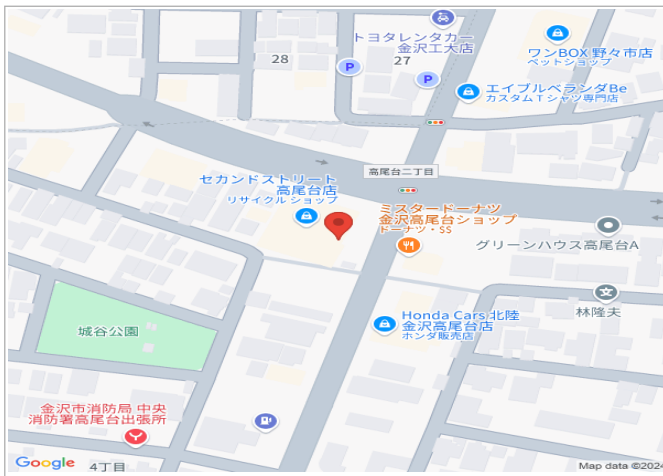 トヨタレンタカー
金沢工大店
28
27
P
P
ワンBOX 野々市店
ペットショップ
エイブルベランダBe
カスタムTシャツ専門店
高尾台二丁目
セカンドストリート
高尾台店
リサイクル ショップ
ミスタードーナツ
金沢高尾台ショップ
ドーナツ・$$
グリーンハウス高尾台A
林隆夫
Honda Cars 北陸
金沢高尾台店
ホンダ販売店
城谷公園
金沢市消防局 中央
消防署高尾台出張所
Google
4丁目
Map data ©2024